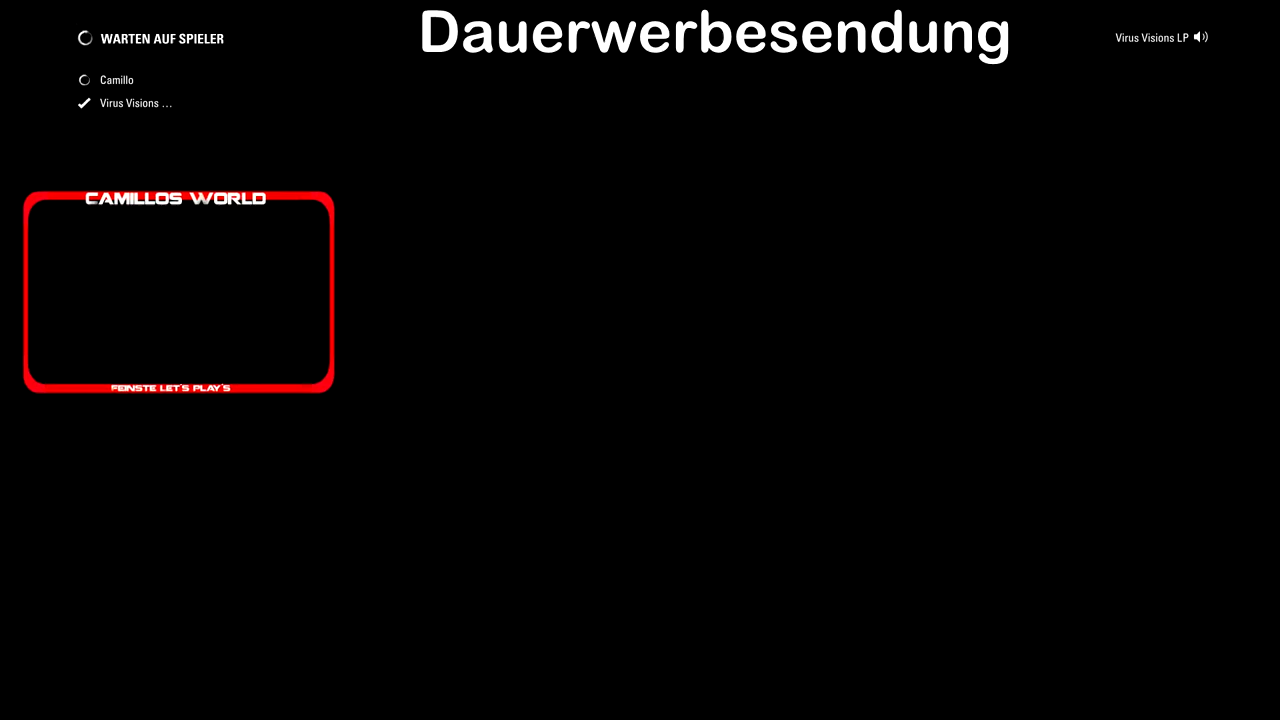 Dauerwerbesendung
WARTEN AUF SPIELER
Virus Visions LP
Camillo
Virus Visions …
CAMILLOS WORLD
FEINSTE LET'S PLAY'S